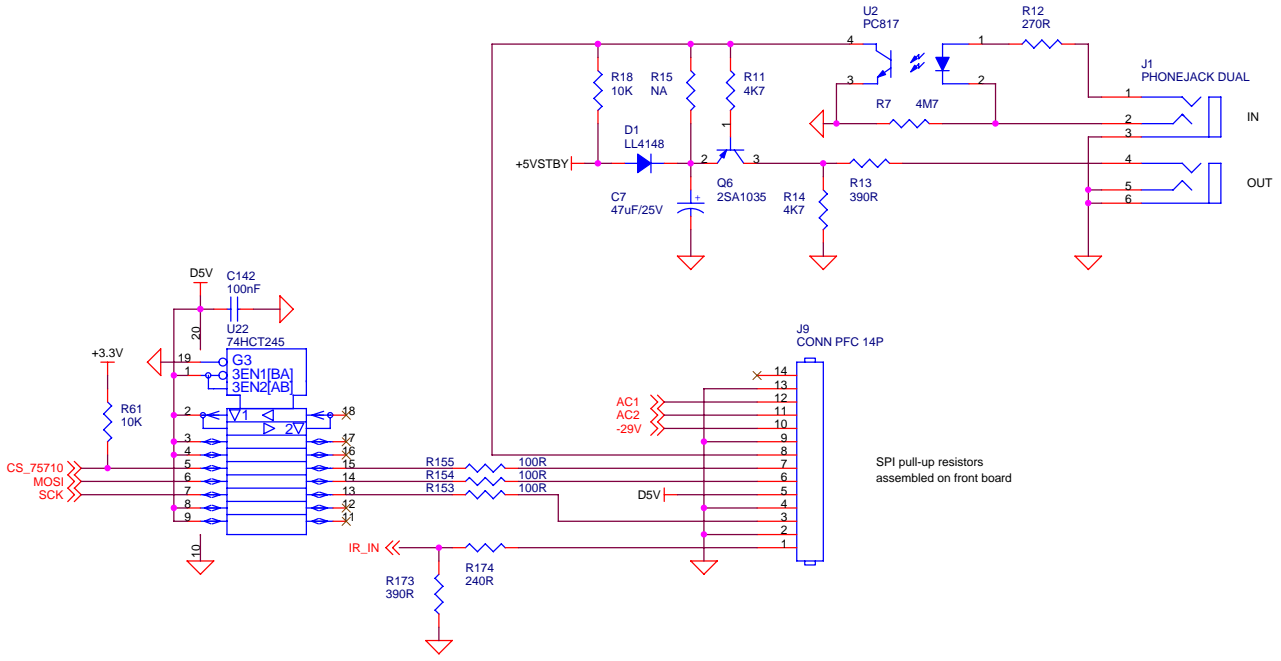 U2
PC817
R12
270R
4
1
3
2
R18
10K
R15
NA
R11
4K7
J1
PHONEJACK DUAL
R7 4M7
1
2
3
IN
D1
LL4148
1
+5VSTBY
2
3
4
5
6
OUT
C7
47uF/25V
+
Q6
2SA1035
R14
4K7
R13
390R
D5V
C142
100nF
20
U22
74HCT245
+3.3V
19
1
G3
3EN1[BA]
3EN2[AB]
R61
10K
2
1
2
18
3
17
4
16
CS_75710
5
15
R155
100R
MOSI
6
14
R154
100R
SCK
7
13
R153
100R
8
12
9
11
10
J9
CONN PFC 14P
14
13
AC1
12
AC2
11
-29V
10
9
8
7
6
D5V
5
4
3
2
1
SPI pull-up resistors
assembled on front board
IR_IN
R173
390R
R174
240R